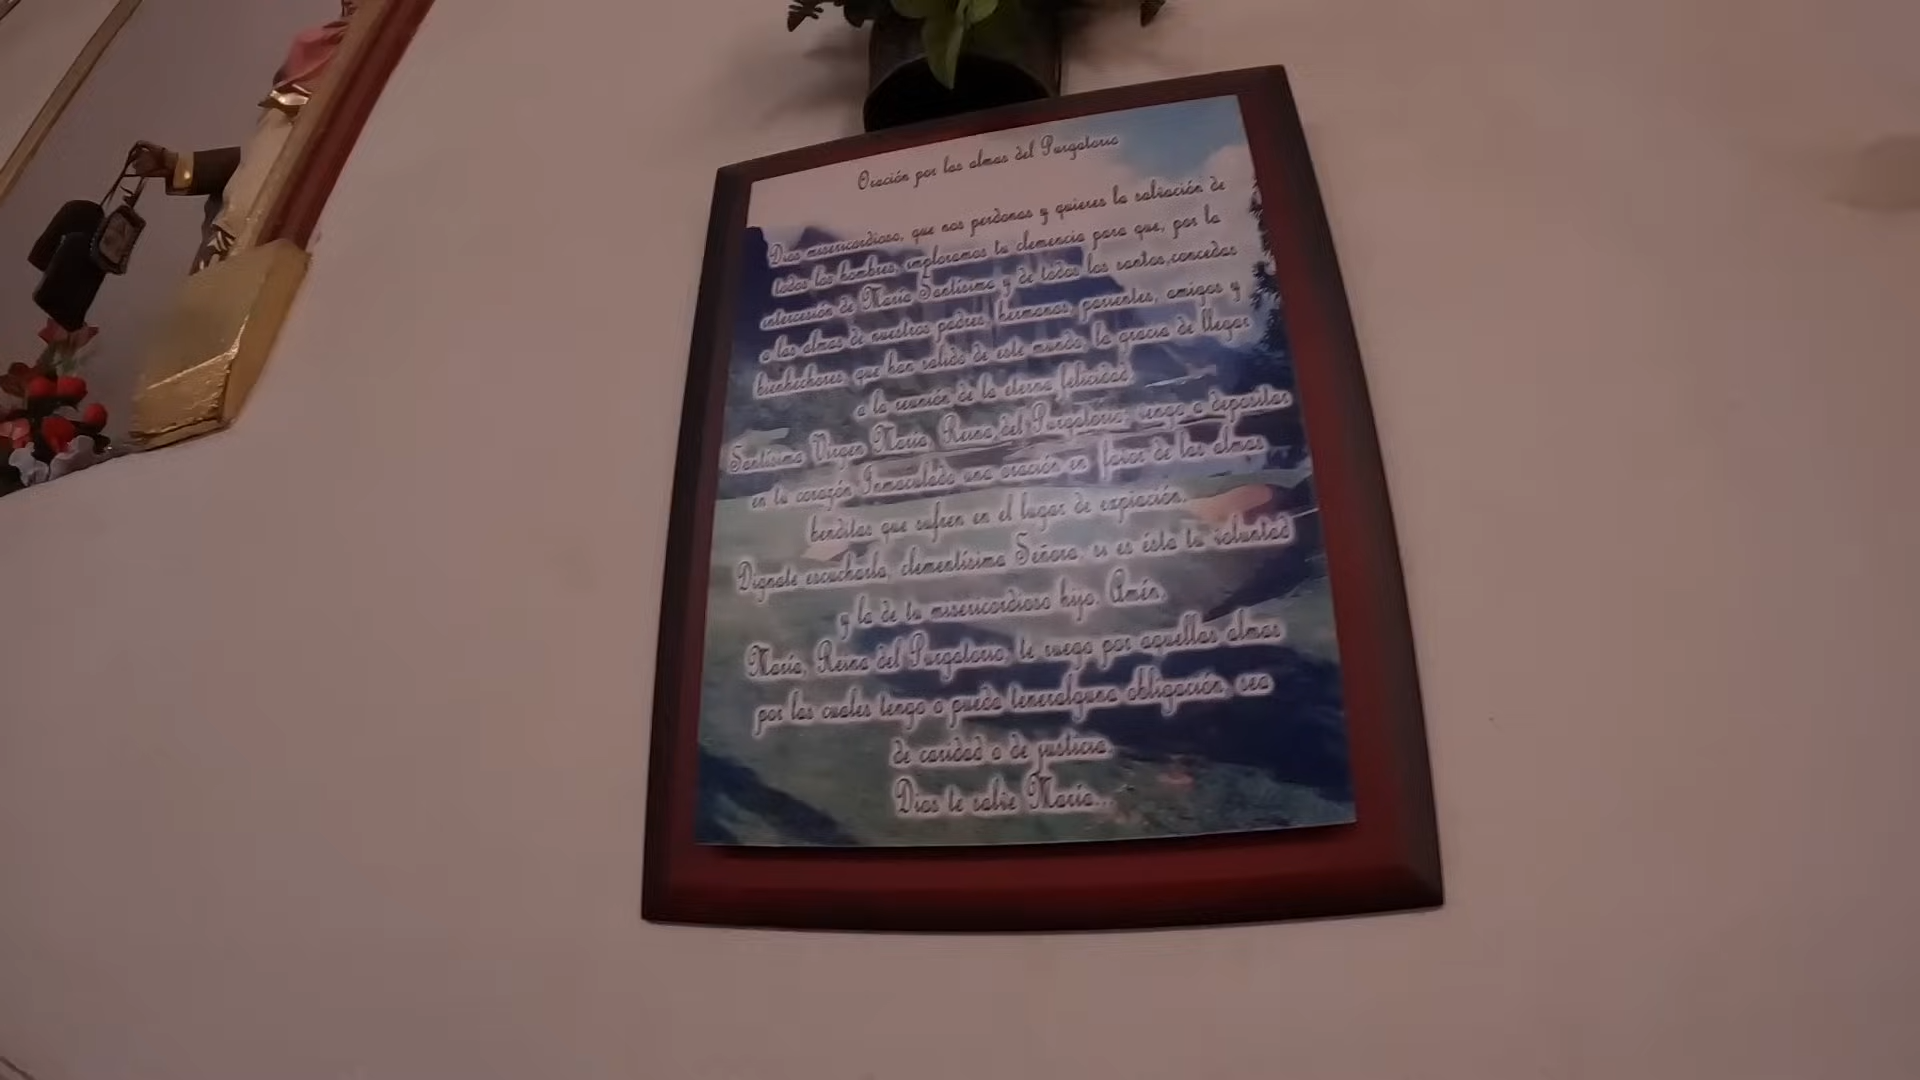 Oración por las almas del Purgatorio
Dios misericordioso, que nos perdonas y quieres la salvación de
todos los hombres, imploramos tu clemencia para que, por la
intercesión de María Santísima y de todos los santos,concedas
a las almas de nuestros padres, hermanos, parientes, amigos y
bienhechores, que han salido de este mundo, la gracia de llegar
a la reunión de la eterna felicidad.
Santísima Virgen María, Reina del Purgatorio; vengo a depositar
en tu corazón Inmaculado una oración en favor de las almas
benditas que sufren en el lugar de expiación.
Dignate escucharla, clementísima Señora, si es ésta tu voluntad
y la de tu misericordioso hijo. Amén.
María, Reina del Purgatorio, te ruego por aquellas almas
por las cuales tengo o pueda teneralguna obligación, sea
de caridad o de justicia.
Dios te salve María...